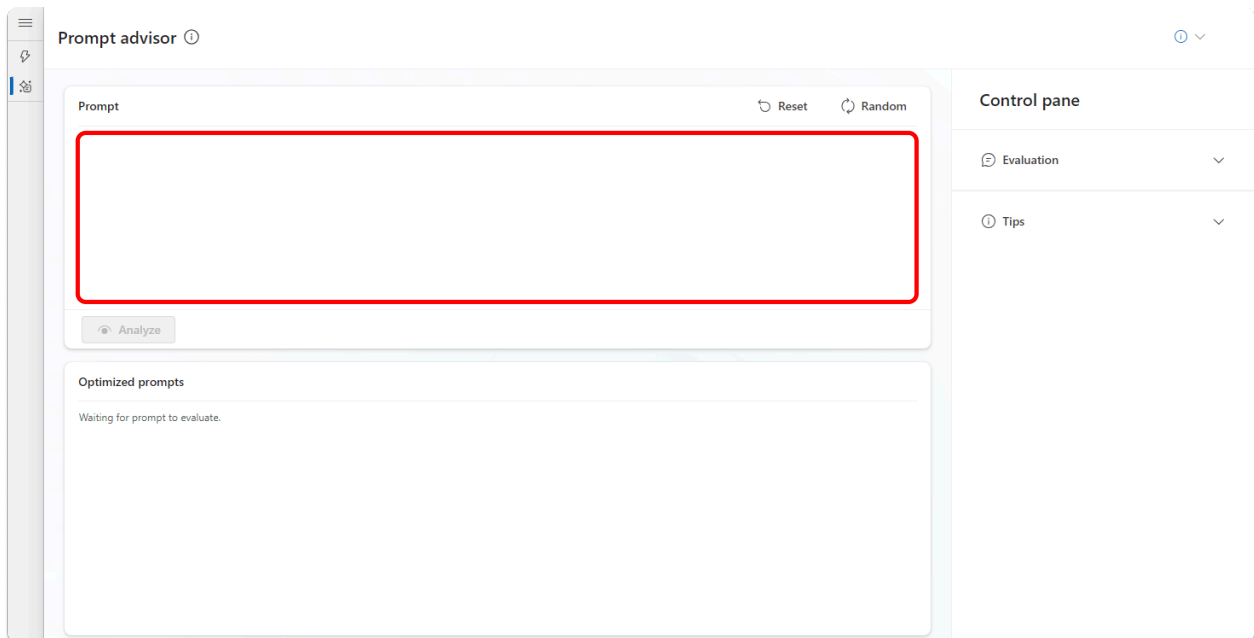 Prompt advisor
Prompt
Reset
Random
Analyze
Optimized prompts
Waiting for prompt to evaluate.
Control pane
Evaluation
Tips